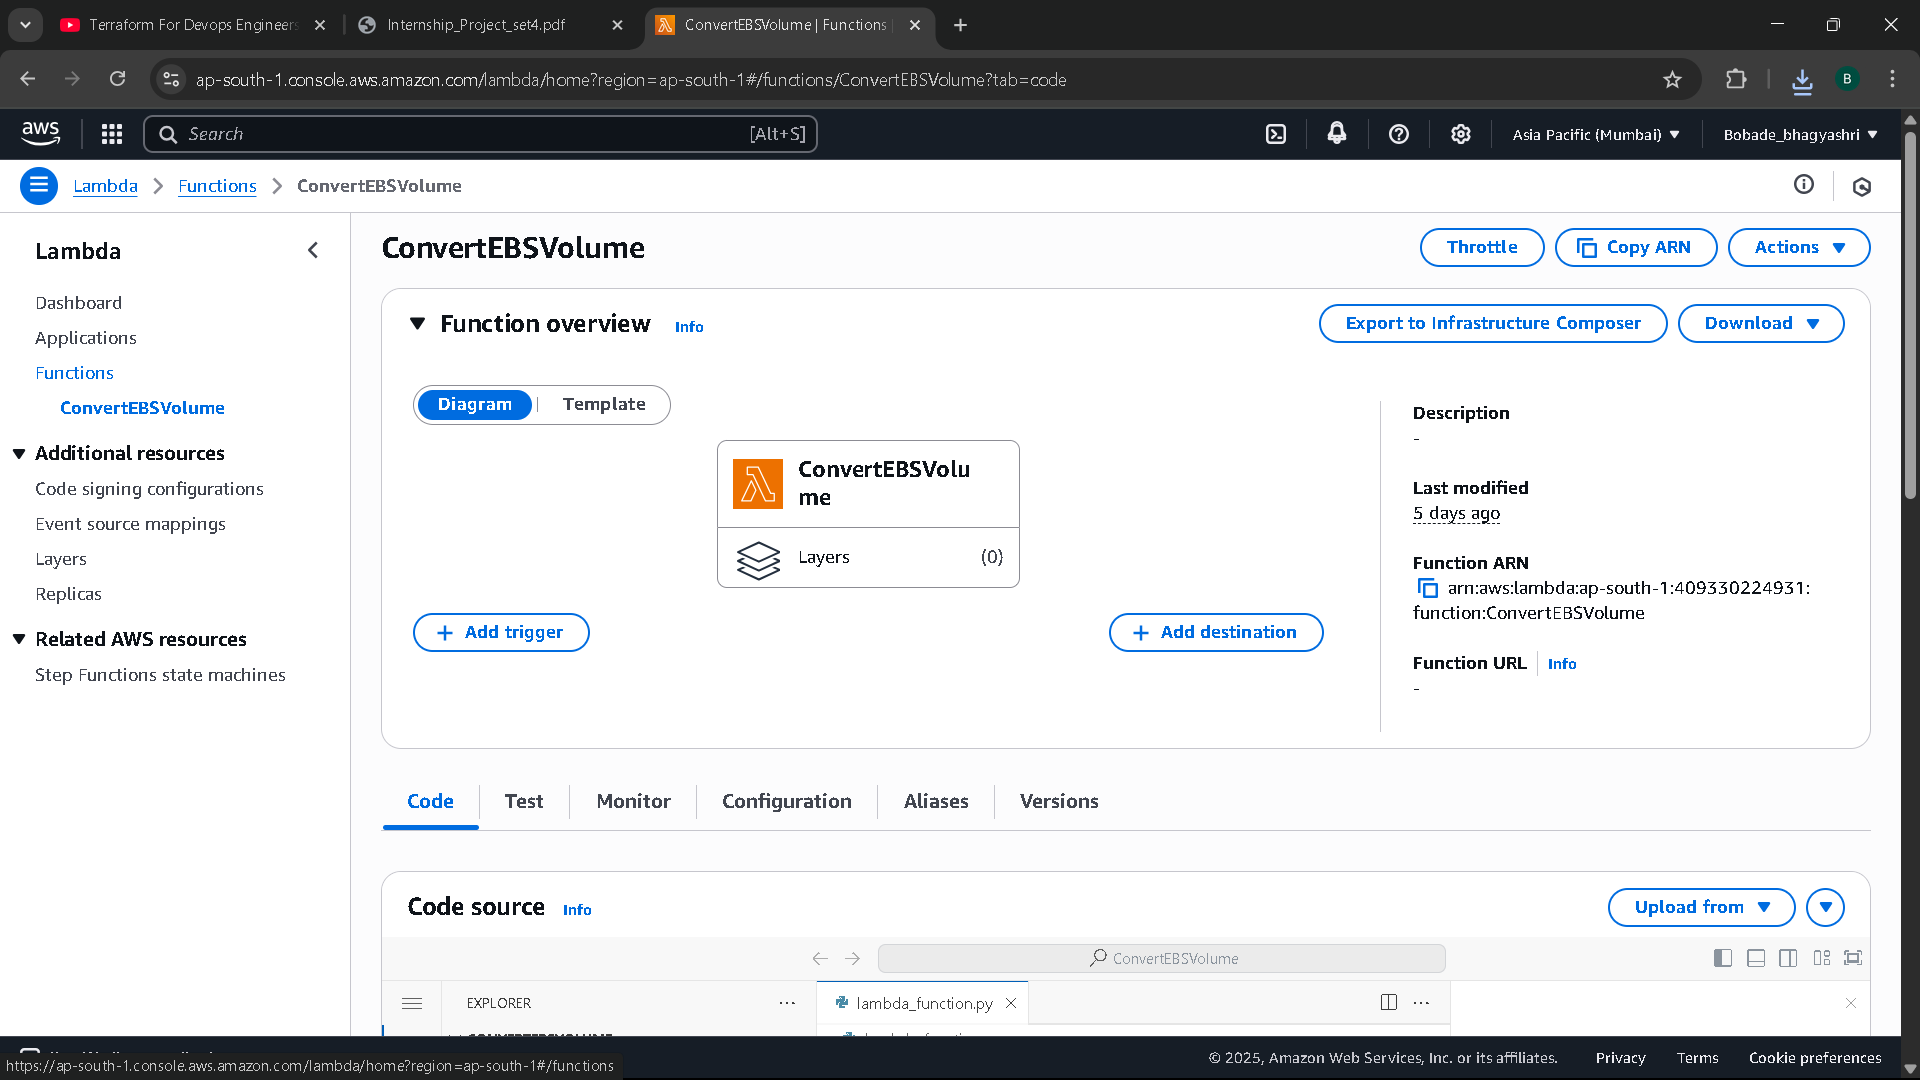 Terraform For Devops Engineers
Internship_Project_set4.pdf
ConvertEBSVolume | Functions
ap-south-1.console.aws.amazon.com/lambda/home?region=ap-south-1#/functions/ConvertEBSVolume?tab=code
B
aws
Search
[Alt+S]
Asia Pacific (Mumbai)
Bobade_bhagyashri
Lambda
Functions
ConvertEBSVolume
Lambda
Dashboard
Applications
Functions
ConvertEBSVolume
Additional resources
Code signing configurations
Event source mappings
Layers
Replicas
Related AWS resources
Step Functions state machines
ConvertEBSVolume
Throttle
Copy ARN
Actions
Function overview
Info
Export to Infrastructure Composer
Download
Diagram
Template
ConvertEBSVolu
me
Layers
(0)
Add trigger
Add destination
Description
-
Last modified
5 days ago
Function ARN
arn:aws:lambda:ap-south-1:409330224931:
function:ConvertEBSVolume
Function URL
Info
-
Code
Test
Monitor
Configuration
Aliases
Versions
Code source
Info
Upload from
ConvertEBSVolume
EXPLORER
lambda_function.py
© 2025, Amazon Web Services, Inc. or its affiliates.
Privacy
Terms
Cookie preferences
https://ap-south-1.console.aws.amazon.com/lambda/home?region=ap-south-1#/functions